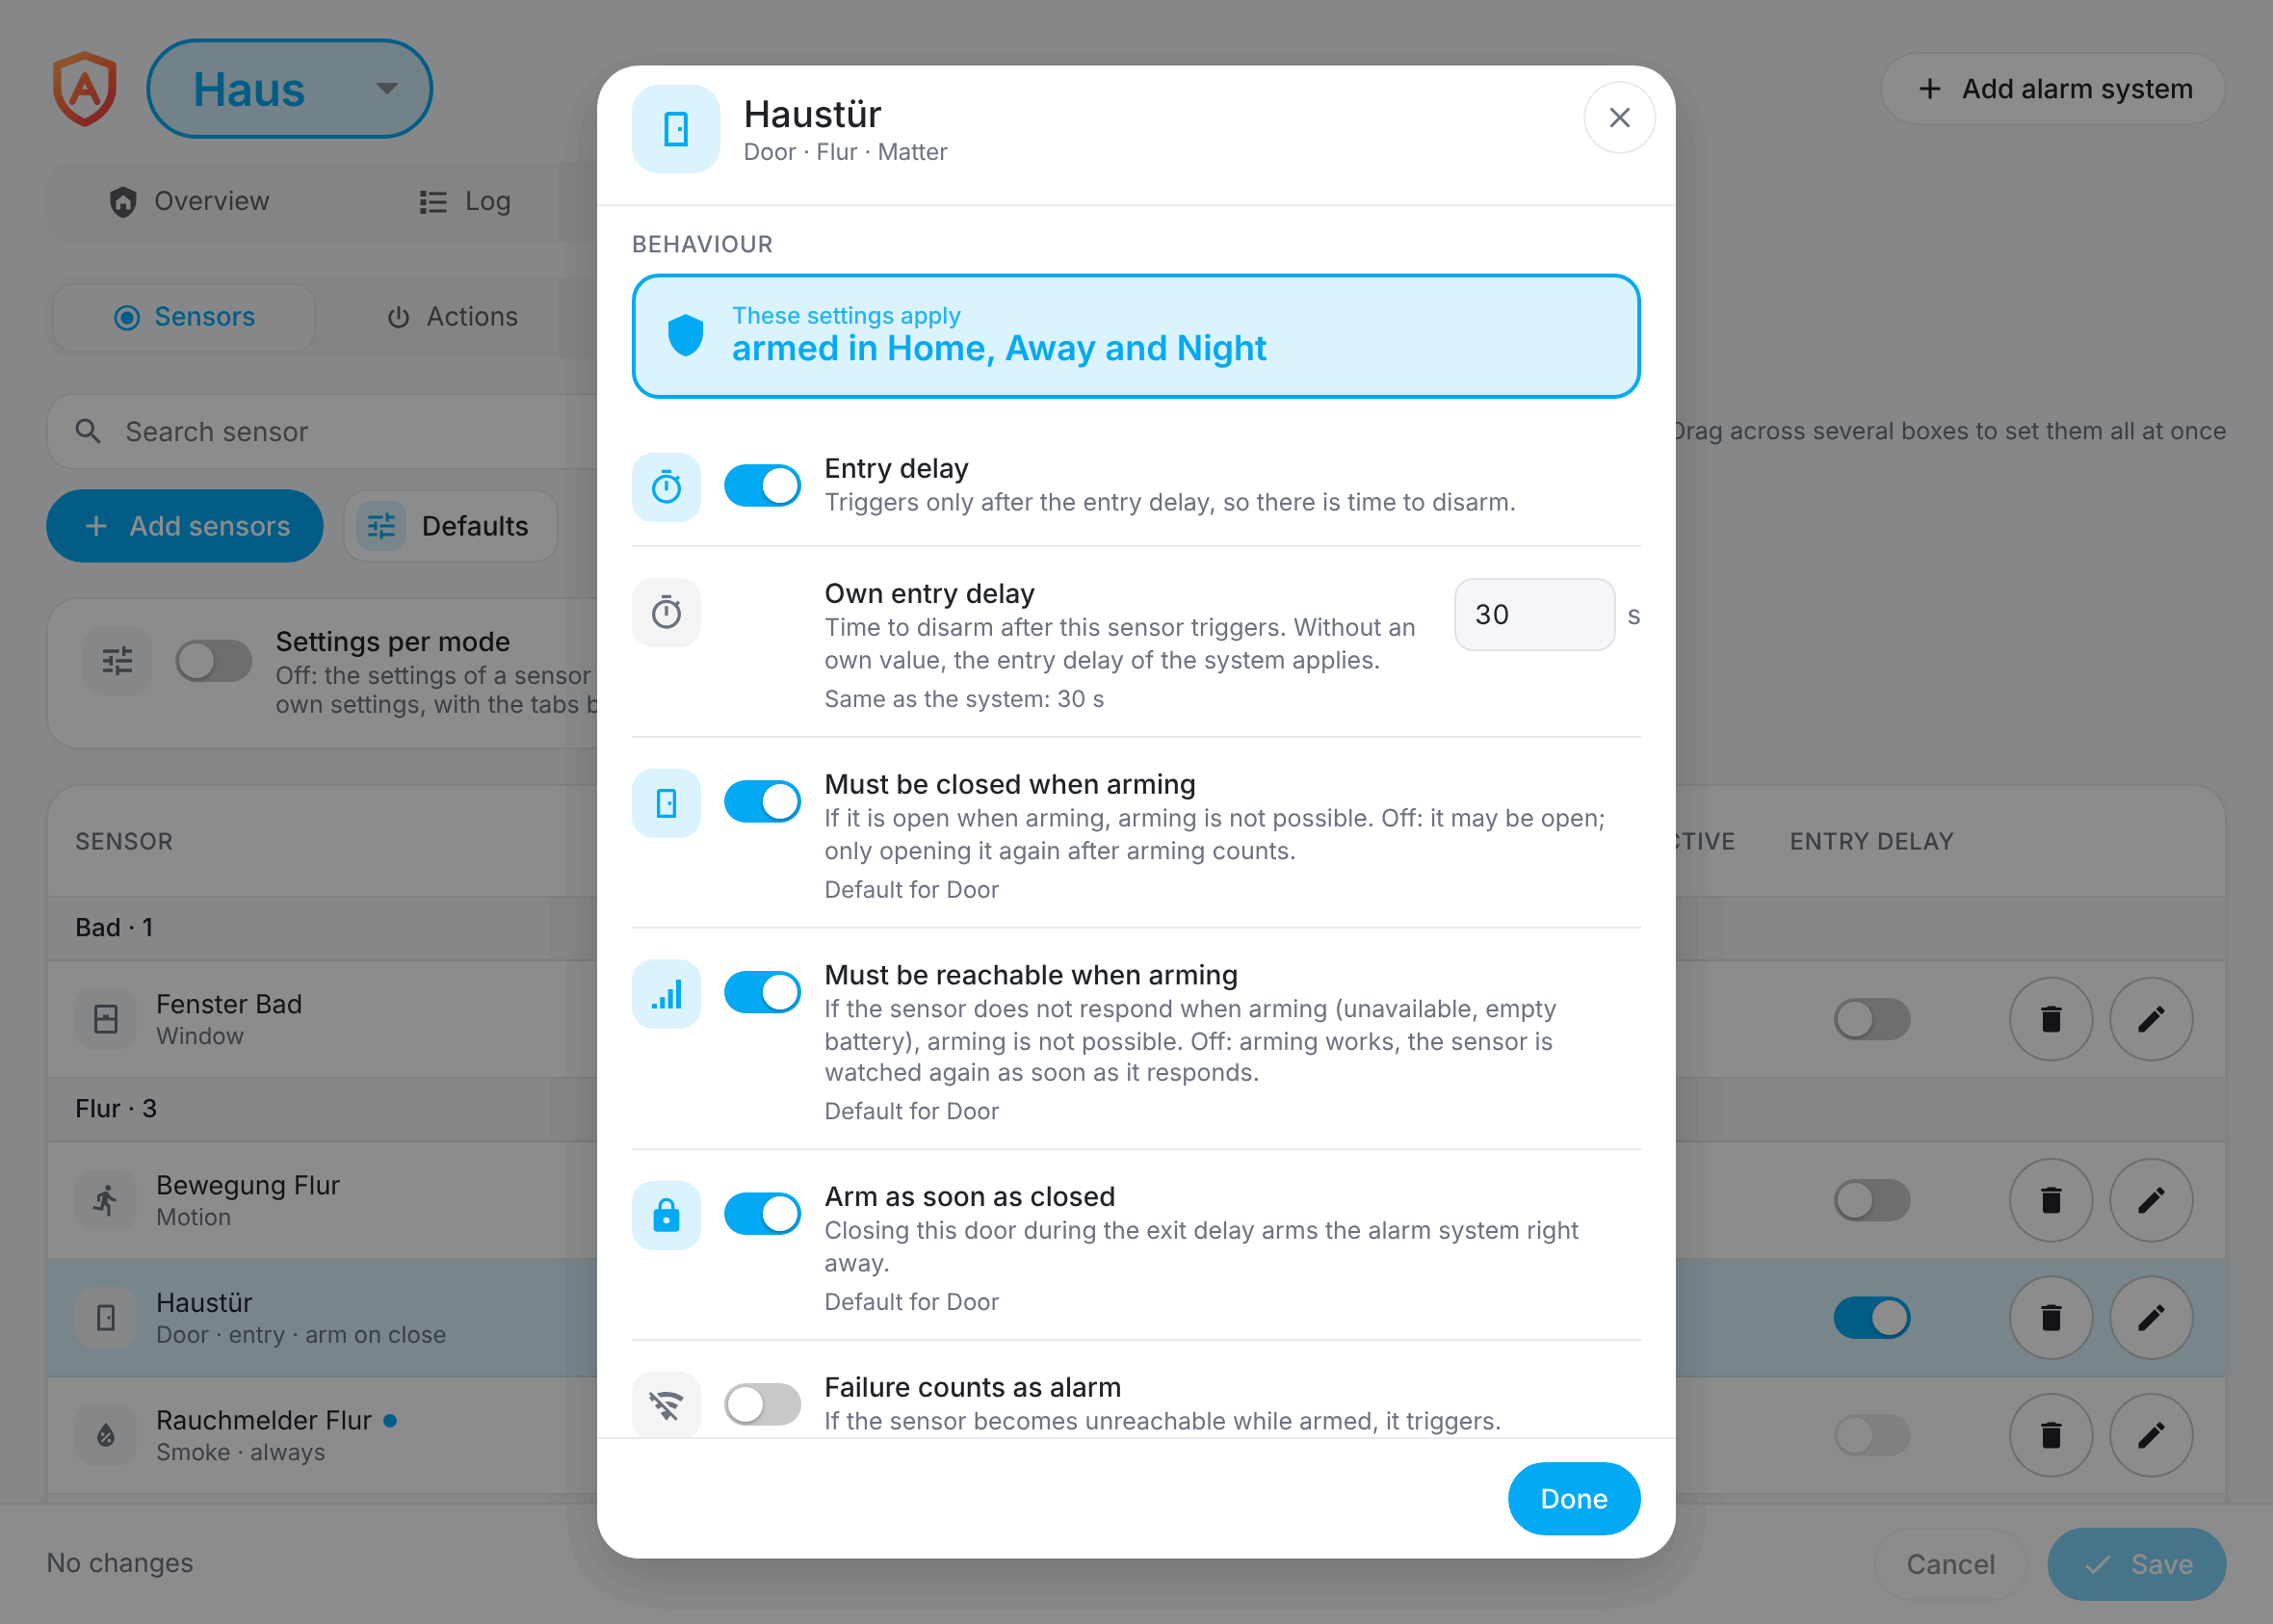 Haus
Add alarm system
Overview
Log
Sensors
Actions
Search sensor
Drag across several boxes to set them all at once
Add sensors
Defaults
Settings per mode
Off: the settings of a sensor
own settings, with the tabs
SENSOR
ENTRY DELAY
Bad · 1
Fenster Bad
Window
Flur · 3
Bewegung Flur
Motion
Haustür
Door · entry · arm on close
Rauchmelder Flur
Smoke · always
No changes
Cancel
Save
Haustür
Door · Flur · Matter
BEHAVIOUR
These settings apply
armed in Home, Away and Night
Entry delay
Triggers only after the entry delay, so there is time to disarm.
Own entry delay
Time to disarm after this sensor triggers. Without an
own value, the entry delay of the system applies.
Same as the system: 30 s
30 s
Must be closed when arming
If it is open when arming, arming is not possible. Off: it may be open;
only opening it again after arming counts.
Default for Door
Must be reachable when arming
If the sensor does not respond when arming (unavailable, empty
battery), arming is not possible. Off: arming works, the sensor is
watched again as soon as it responds.
Default for Door
Arm as soon as closed
Closing this door during the exit delay arms the alarm system right
away.
Default for Door
Failure counts as alarm
If the sensor becomes unreachable while armed, it triggers.
Done